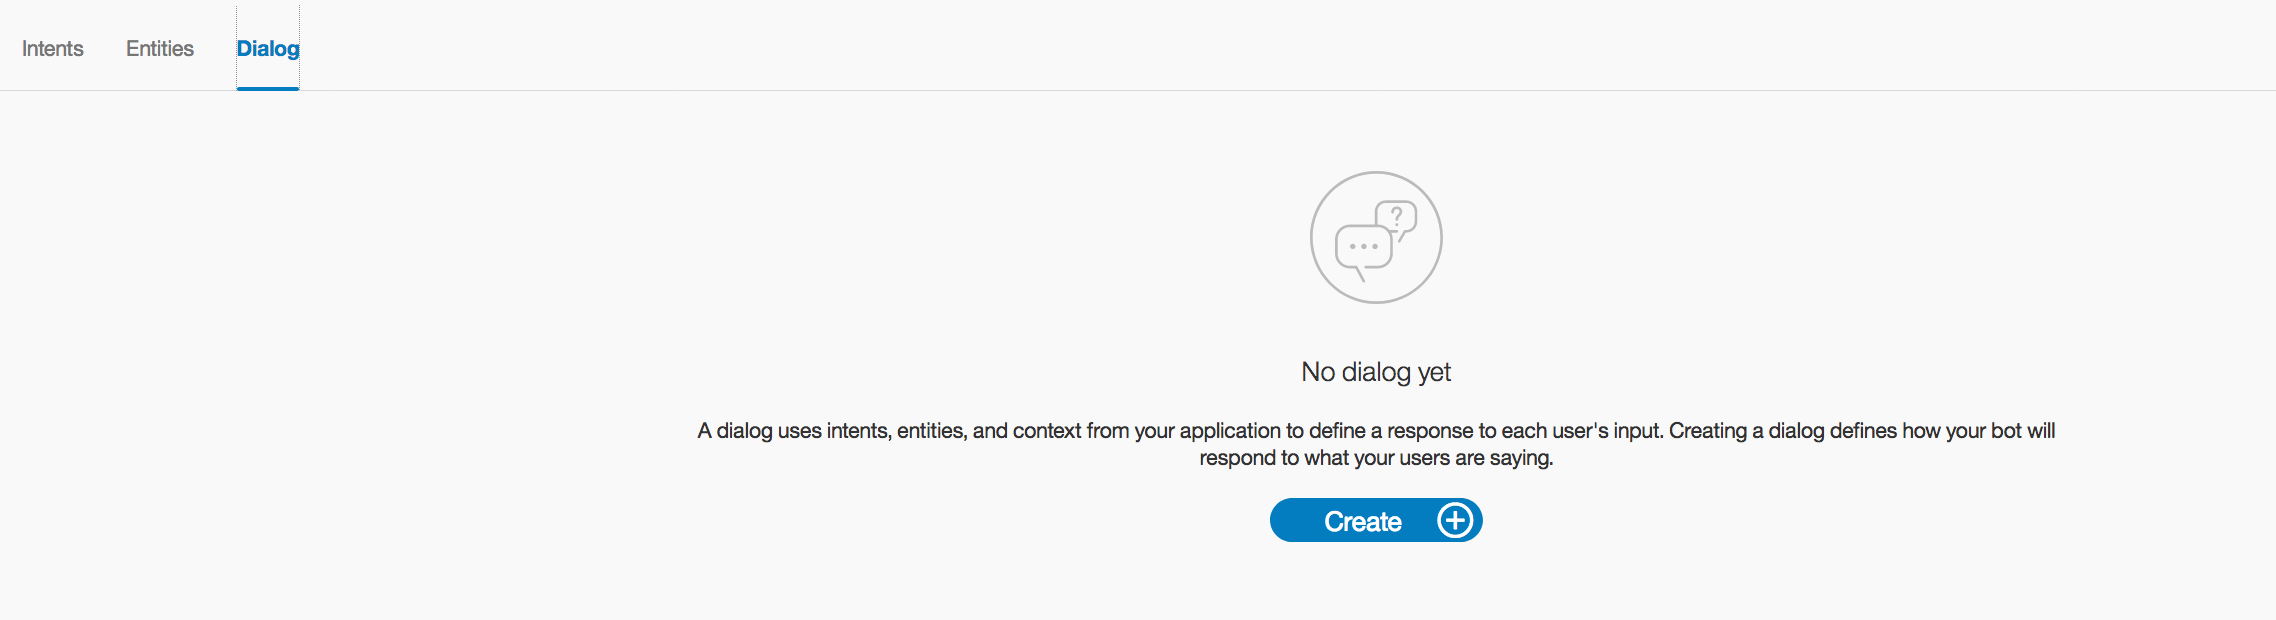 Intents Entities Dialog
?
No dialog yet
A dialog uses intents, entities, and context from your application to define a response to each user's input. Creating a dialog defines how your bot will
respond to what your users are saying.
Create